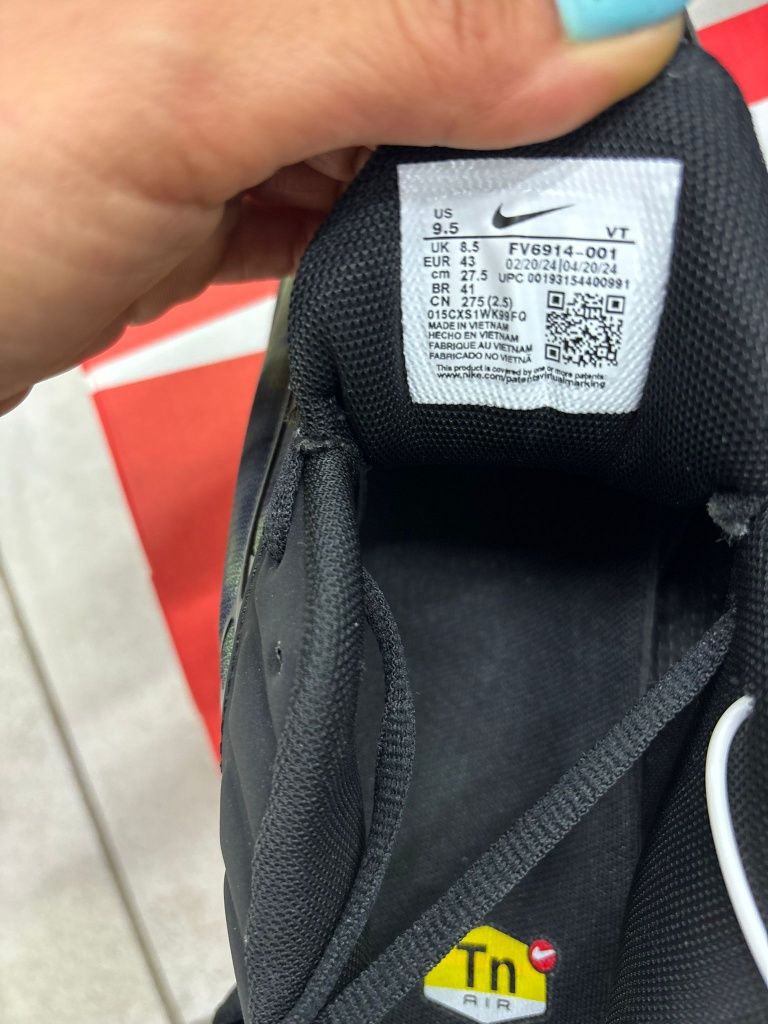 US
9.5 VT
UK 8.5 FV6914-001
EUR 43 02/20/24|04/20/24
cm 27.5 UPC 00193154400991
BR 41
CN 275 (2.5)
015CXS1WK99FQ
MADE IN VIETNAM
HECHO EN VIETNAM
FABRIQUE AU VIETNAM
FABRICADO NO VIETNÃ
This product is covered by one or more patents.
www.nike.com/patentsvirtualmarking
Tn
AIR